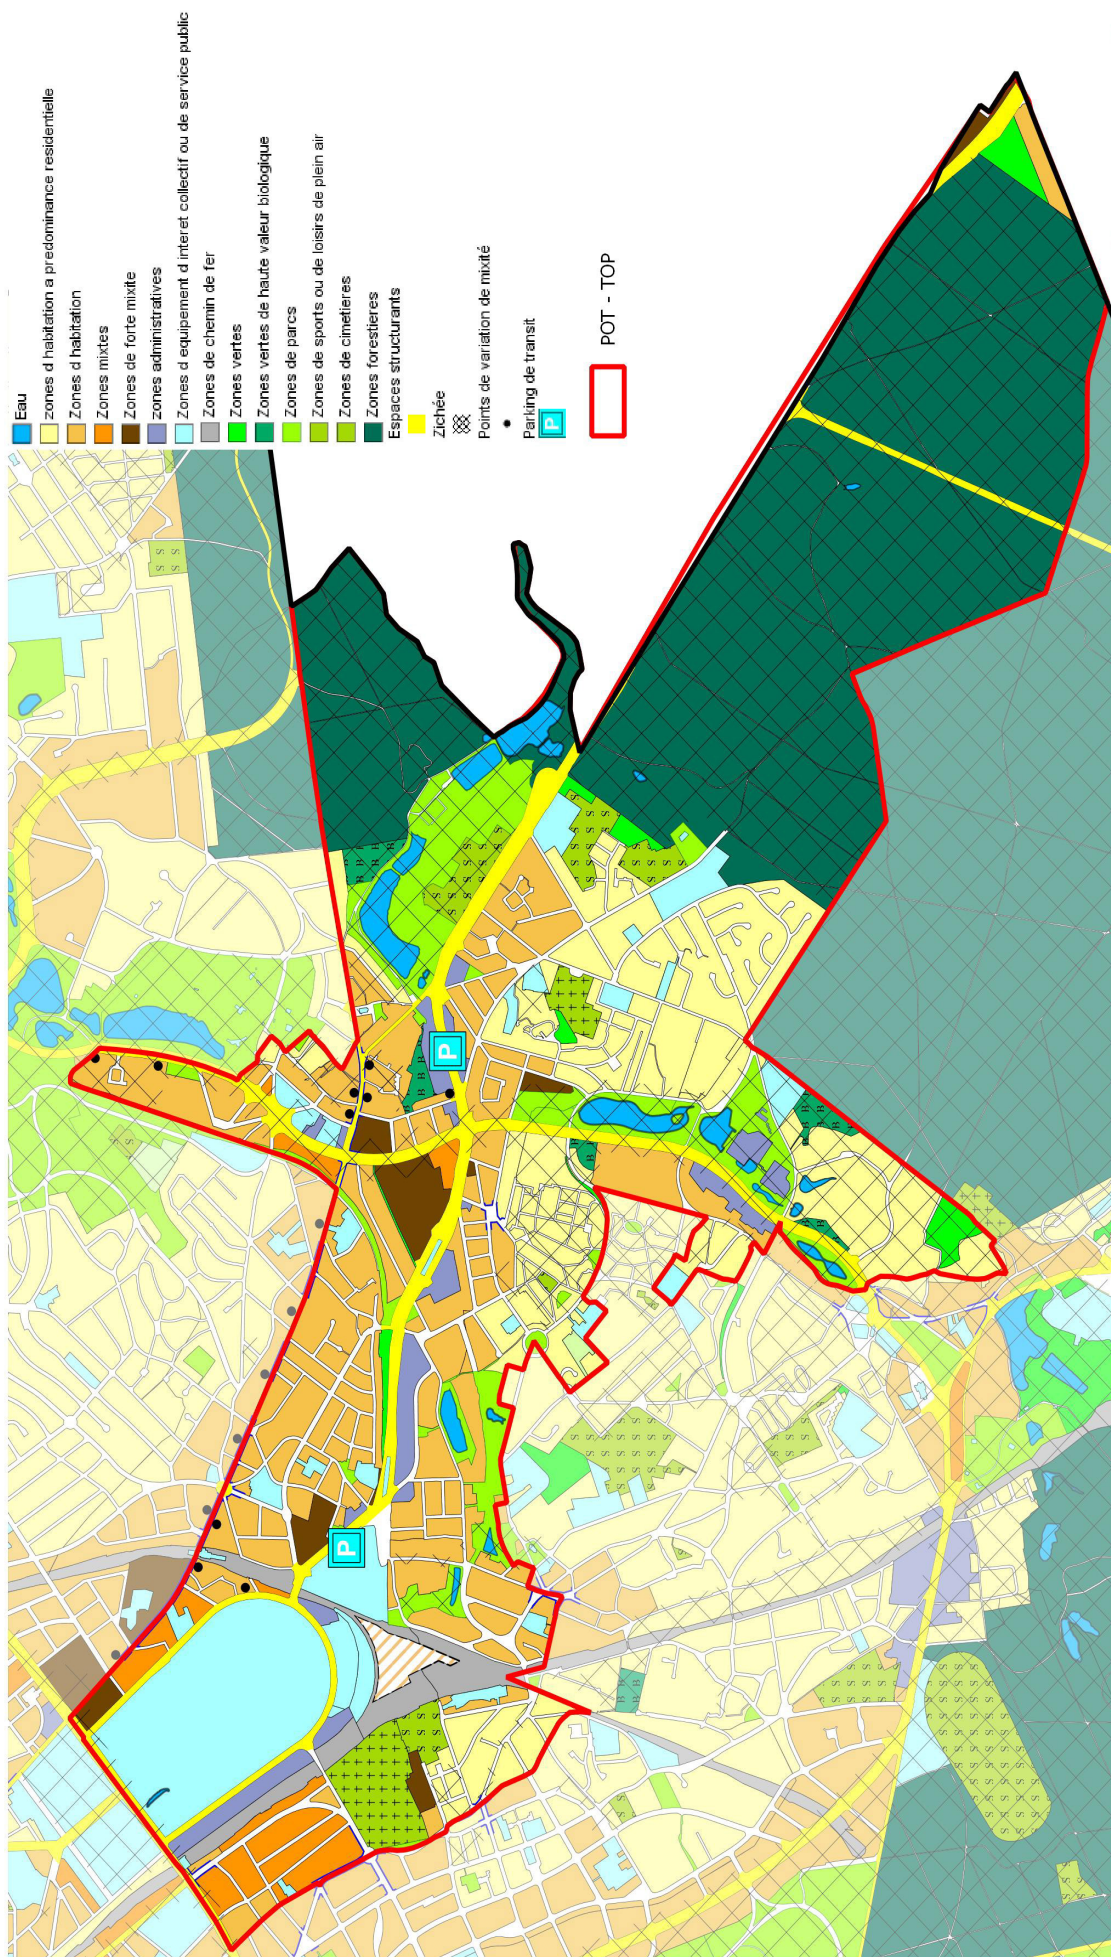 Eau
zones d habitation a predominance residentielle
Zones d habitation
Zones mixtes
Zones de forte mixite
Zones administratives
Zones d equipement d interet collectif ou de service public
Zones de chemin de fer
Zones vertes
Zones vertes de haute valeur biologique
Zones de parcs
Zones de sports ou de loisirs de plein air
Zones de cimetieres
Zones forestieres
Espaces structurants
Zichée
Points de variation de mixité
Parking de transit
P
POT - TOP
P
P